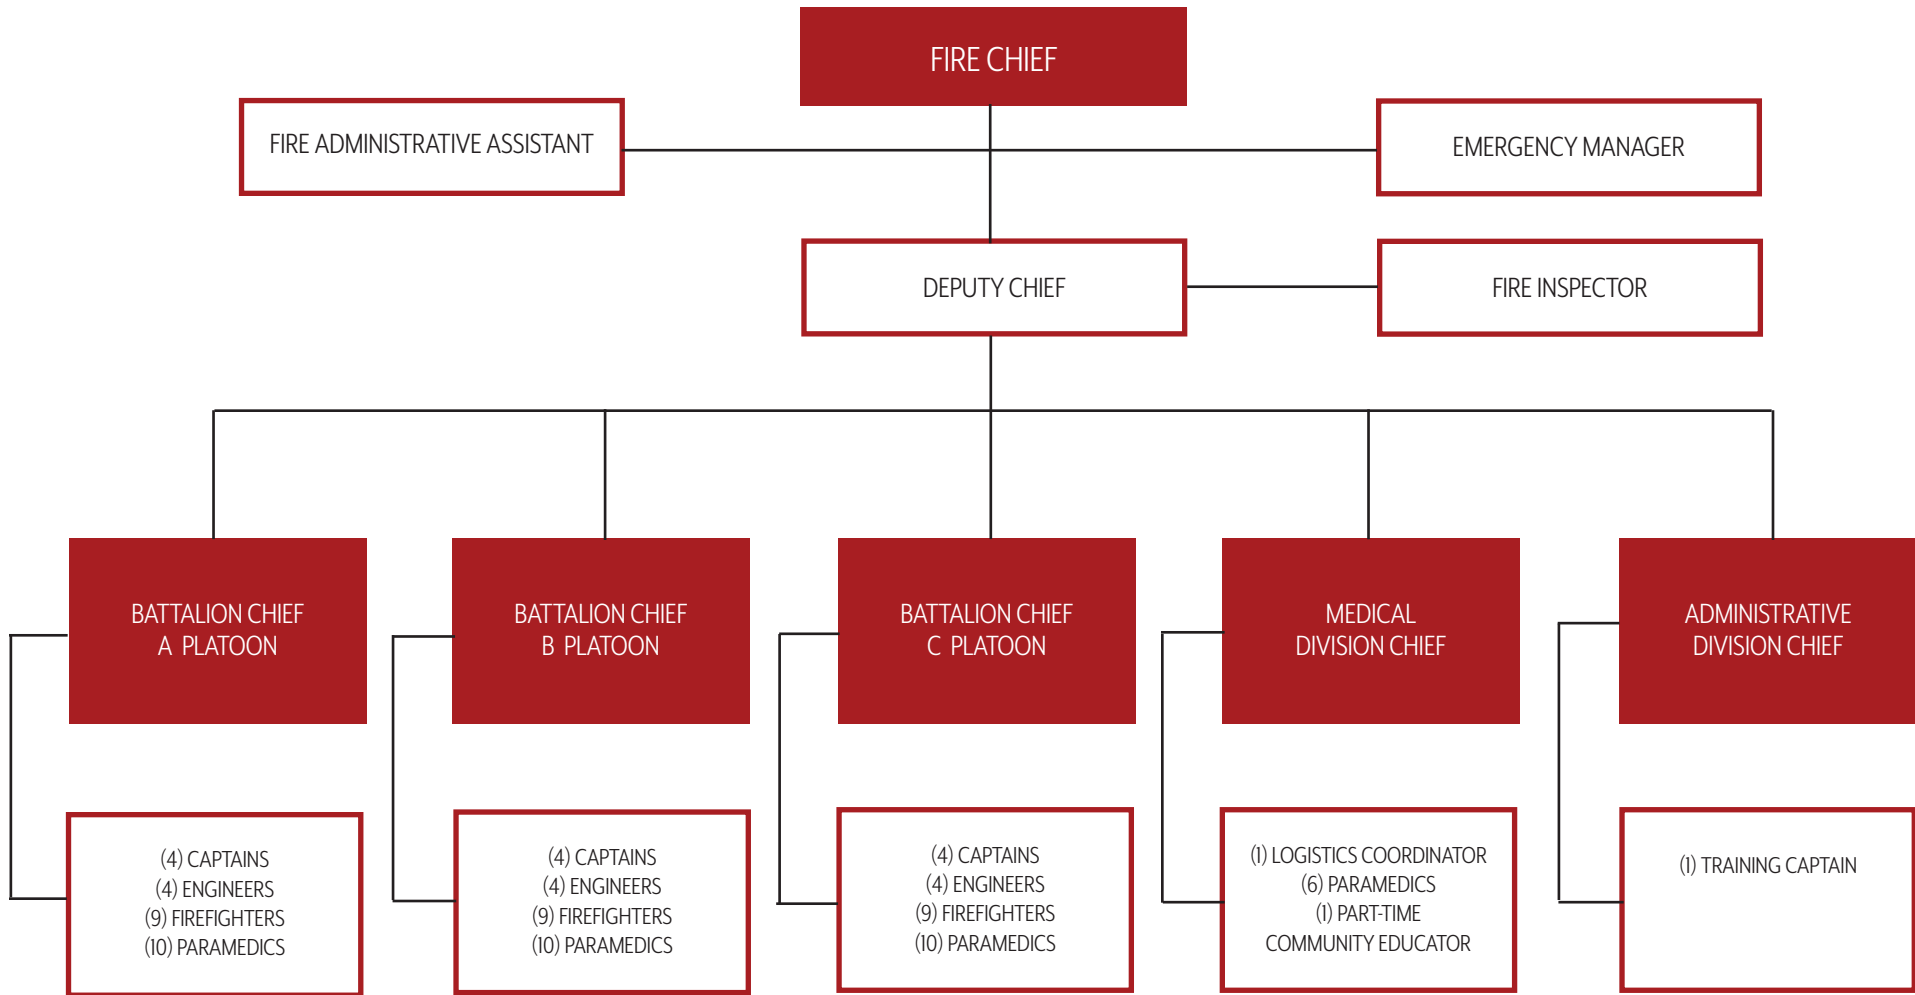 FIRE CHIEF
FIRE ADMINISTRATIVE ASSISTANT
EMERGENCY MANAGER
DEPUTY CHIEF
FIRE INSPECTOR
BATTALION CHIEF
A PLATOON
BATTALION CHIEF
B PLATOON
BATTALION CHIEF
C PLATOON
MEDICAL
DIVISION CHIEF
ADMINISTRATIVE
DIVISION CHIEF
(4) CAPTAINS
(4) ENGINEERS
(9) FIREFIGHTERS
(10) PARAMEDICS
(4) CAPTAINS
(4) ENGINEERS
(9) FIREFIGHTERS
(10) PARAMEDICS
(4) CAPTAINS
(4) ENGINEERS
(9) FIREFIGHTERS
(10) PARAMEDICS
(1) LOGISTICS COORDINATOR
(6) PARAMEDICS
(1) PART-TIME
COMMUNITY EDUCATOR
(1) TRAINING CAPTAIN